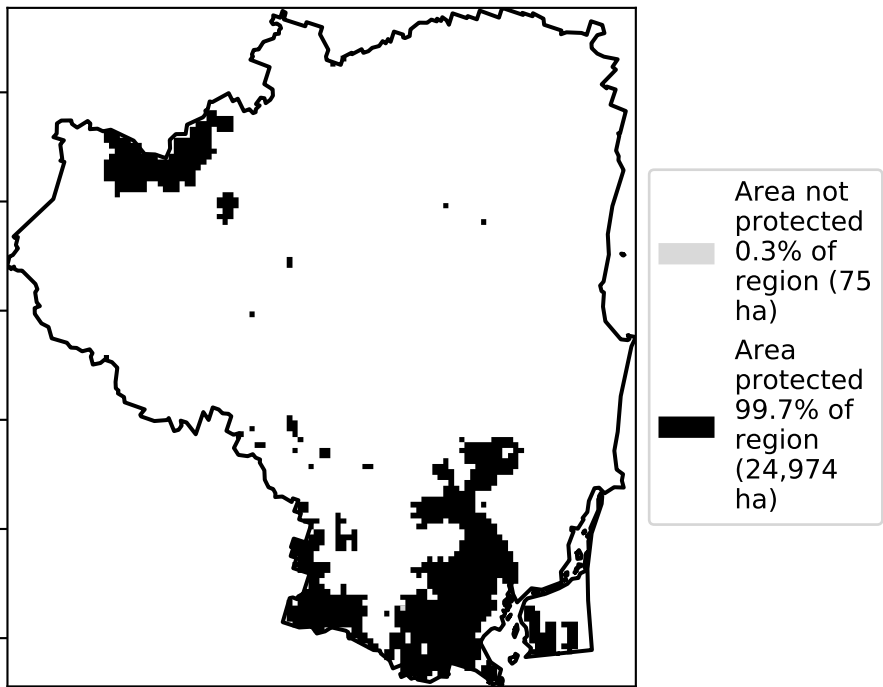 Area not
protected
0.3% of
region (75
ha)
Area
protected
99.7% of
region
(24,974
ha)